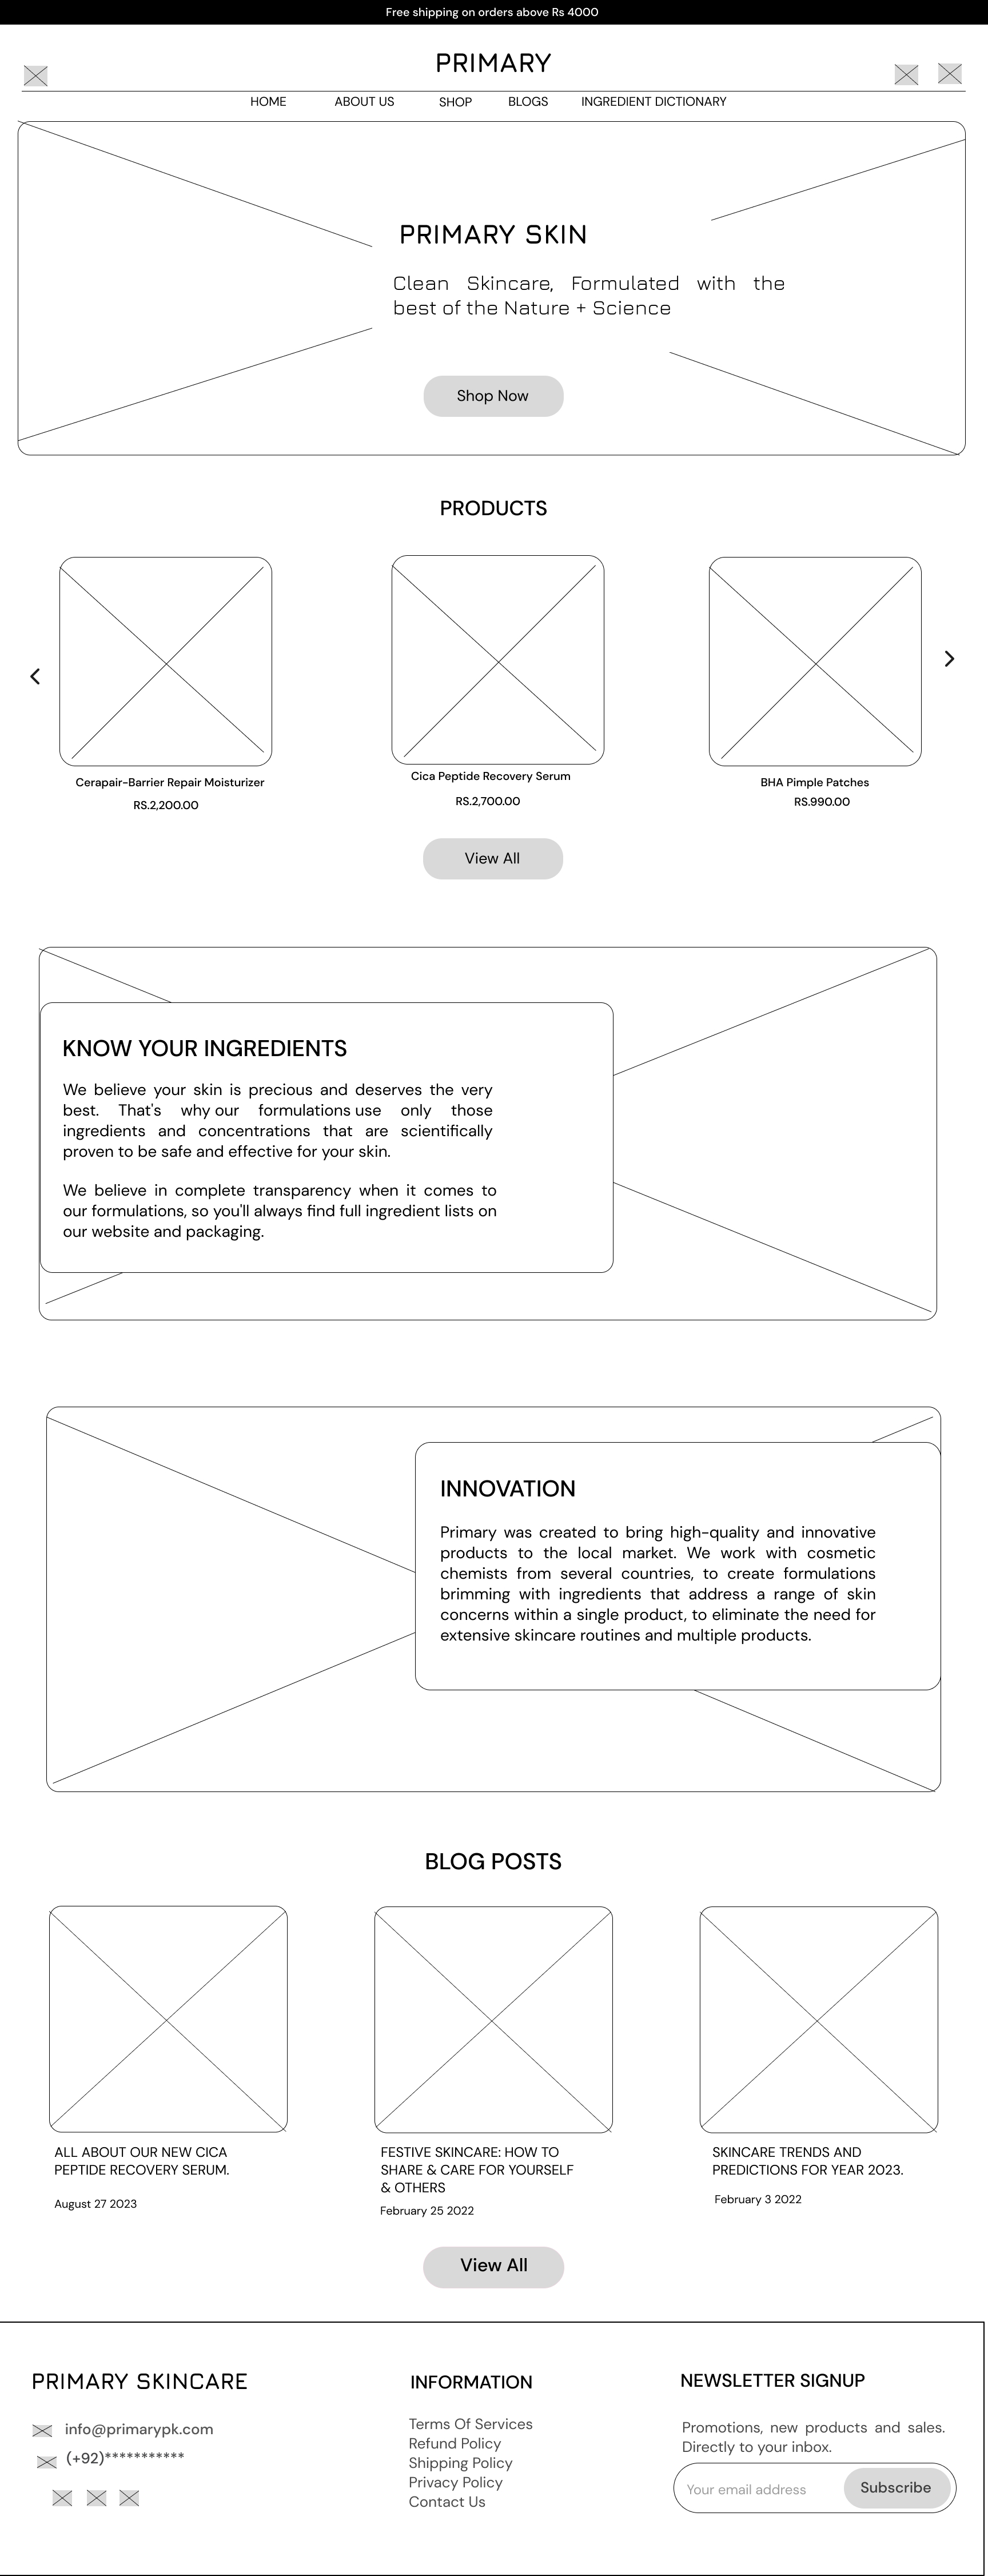 Free shipping on orders above Rs 4000
PRIMARY
HOME
ABOUT US
SHOP
BLOGS
INGREDIENT DICTIONARY
PRIMARY SKIN
Clean Skincare, Formulated with the
best of the Nature + Science
Shop Now
PRODUCTS
Cerapair-Barrier Repair Moisturizer
RS.2,200.00
Cica Peptide Recovery Serum
RS.2,700.00
BHA Pimple Patches
RS.990.00
View All
KNOW YOUR INGREDIENTS
We believe your skin is precious and deserves the very
best. That's why our formulations use only those
ingredients and concentrations that are scientifically
proven to be safe and effective for your skin.
We believe in complete transparency when it comes to
our formulations, so you'll always find full ingredient lists on
our website and packaging.
INNOVATION
Primary was created to bring high-quality and innovative
products to the local market. We work with cosmetic
chemists from several countries, to create formulations
brimming with ingredients that address a range of skin
concerns within a single product, to eliminate the need for
extensive skincare routines and multiple products.
BLOG POSTS
ALL ABOUT OUR NEW CICA
PEPTIDE RECOVERY SERUM.
August 27 2023
FESTIVE SKINCARE: HOW TO
SHARE & CARE FOR YOURSELF
& OTHERS
February 25 2022
SKINCARE TRENDS AND
PREDICTIONS FOR YEAR 2023.
February 3 2022
View All
PRIMARY SKINCARE
info@primarypk.com
(+92)***********
INFORMATION
Terms Of Services
Refund Policy
Shipping Policy
Privacy Policy
Contact Us
NEWSLETTER SIGNUP
Promotions, new products and sales.
Directly to your inbox.
Your email address
Subscribe